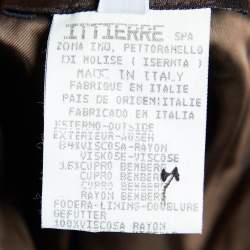 ITTIERRE SPA
ZONA IND. PETTORANELLO
DI MOLISE (ISERNIA)
MADE IN ITALY
FABRIQUE EN ITALIE
PAIS DE ORIGEN:ITALIE
FABRICADO EN ITALIA
ESTERNO-OUTSIDE
EXTERIEUR-AUSEN
VISCOSA-RAYON
VISKOSE-VISCOSE
CUPRO BEMBERG
CUPRO BEMBERG
CUPRO BEMBERG
RAYON BEMBERG
FODERA-LINING-DOUBLURE
GEFUTTER
100%VISCOSA-RAYON